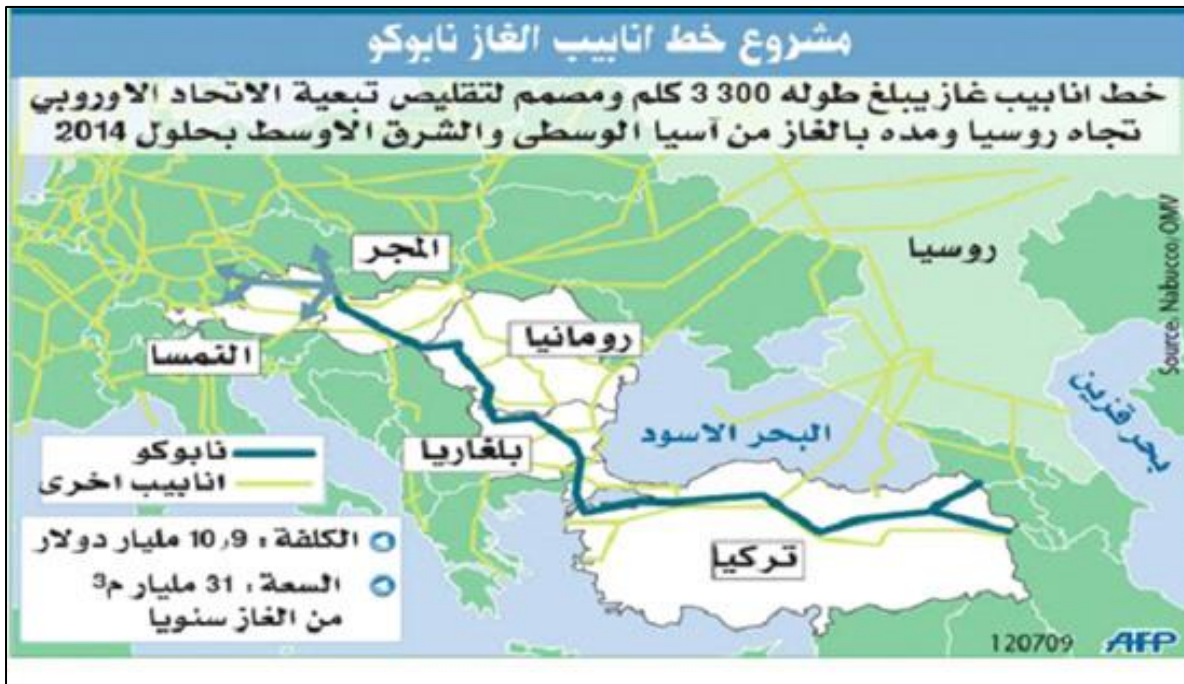 مشروع خط انابيب الغاز نابوكو
خط انابيب غاز يبلغ طوله 300 3 كلم ومصمم لتقليص تبعية الاتحاد الاوروبي
تجاه روسيا ومده بالغاز من آسيا الوسطى والشرق الاوسط بحلول 2014
Source: Nabucco/OMV
روسيا
المجر
رومانيا
النمسا
بحر قزين
البحر الاسود
بلغاريا
نابوكو
انابيب اخرى
تركيا
الكلفة : 10,9 مليار دولار
السعة : 31 مليار م³
من الغاز سنويا
120709 AFP